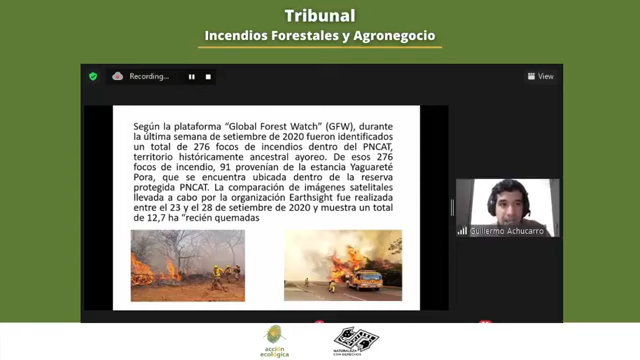 Tribunal
Incendios Forestales y Agronegocio
Recording...
View
Según la plataforma “Global Forest Watch” (GFW), durante
la última semana de setiembre de 2020 fueron identificados
un total de 276 focos de incendios dentro del PNCAT,
territorio históricamente ancestral ayoreo. De esos 276
focos de incendio, 91 provenían de la estancia Yaguareté
Pora, que se encuentra ubicada dentro de la reserva
protegida PNCAT. La comparación de imágenes satelitales
llevada a cabo por la organización Earthsight fue realizada
entre el 23 y el 28 de setiembre de 2020 y muestra un total
de 12,7 ha “recién quemadas
Guillermo Achucarro
acción
ecológica
NATURALEZA
CON DERECHOS